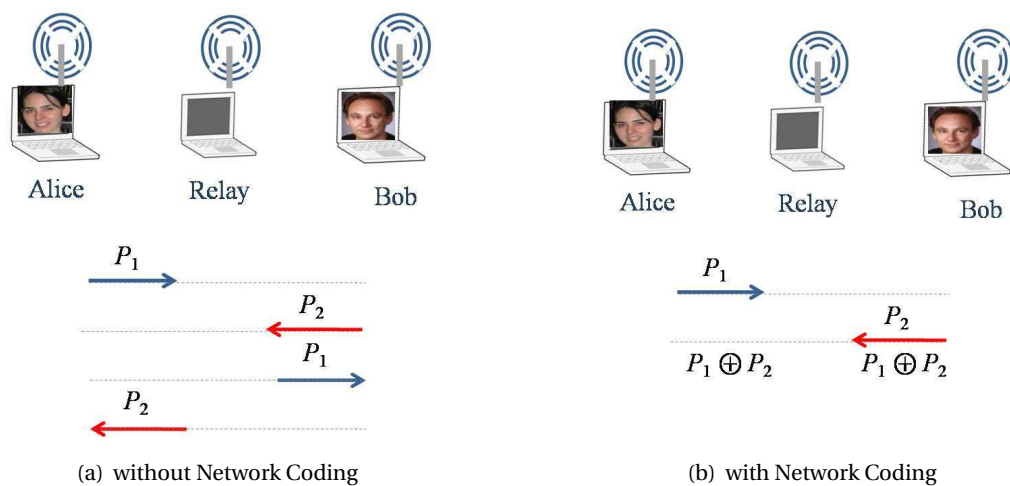 Alice Relay Bob
P₁
P₂
P₁
P₂
(a) without Network Coding
Alice Relay Bob
P₁
P₂
P₁ ⊕ P₂ P₁ ⊕ P₂
(b) with Network Coding